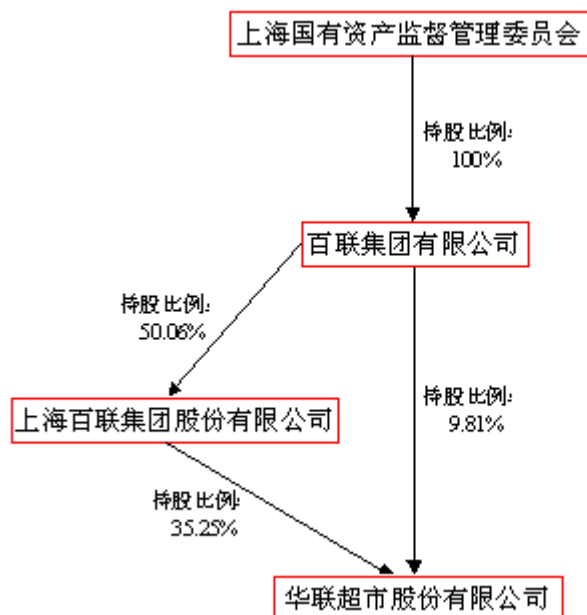 上海国有资产监督管理委员会
持股比例:
100%
百联集团有限公司
持股比例:
50.06%
持股比例:
9.81%
上海百联集团股份有限公司
持股比例:
35.25%
华联超市股份有限公司